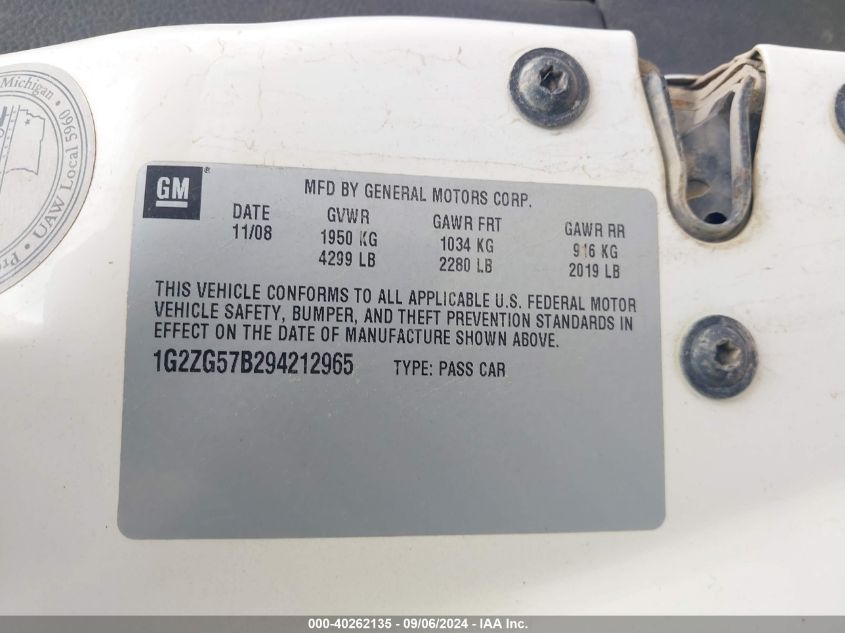 Michigan
UAW Local 5960
GM
MFD BY GENERAL MOTORS CORP.
DATE GVWR GAWR FRT GAWR RR
11/08 1950 KG 1034 KG 916 KG
4299 LB 2280 LB 2019 LB
THIS VEHICLE CONFORMS TO ALL APPLICABLE U.S. FEDERAL MOTOR
VEHICLE SAFETY, BUMPER, AND THEFT PREVENTION STANDARDS IN
EFFECT ON THE DATE OF MANUFACTURE SHOWN ABOVE.
1G2ZG57B294212965 TYPE: PASS CAR
000-40262135 - 09/06/2024 - IAA Inc.